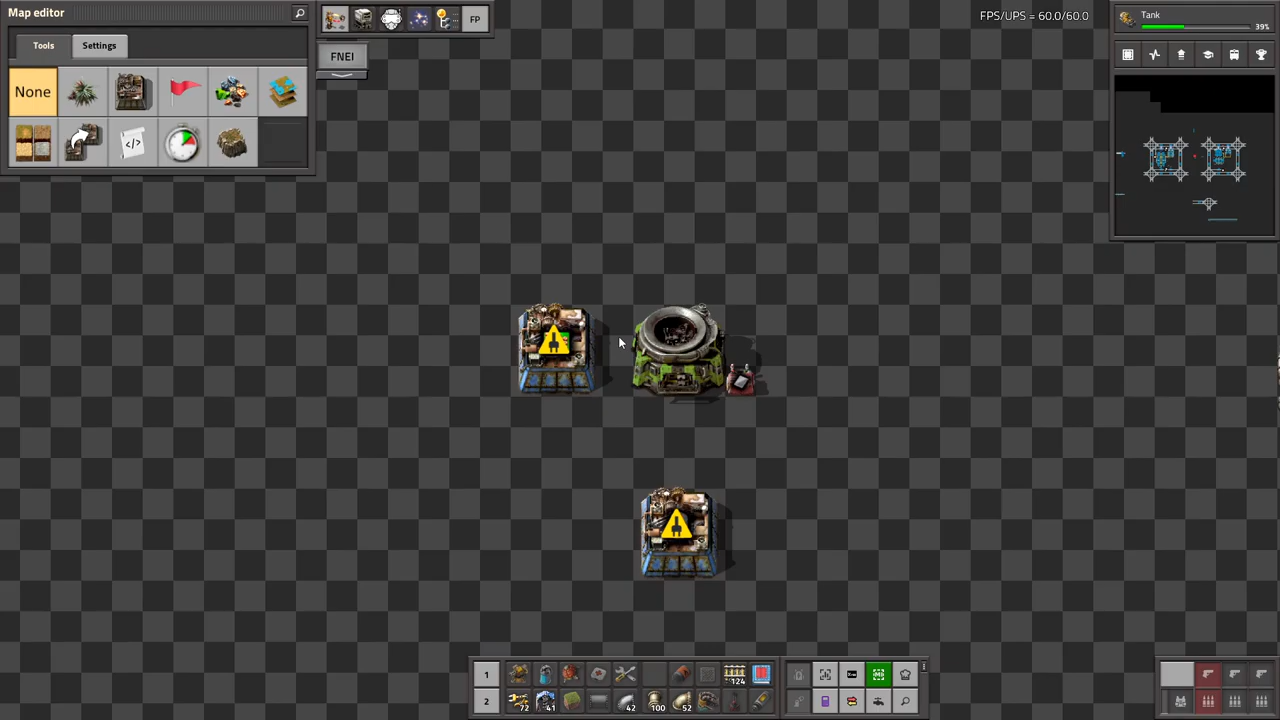 Map editor
Tools
Settings
None
</>
FP
FNEI
FPS/UPS = 60.0/60.0
Tank
39%
1
124
2
72
41
42
100
52